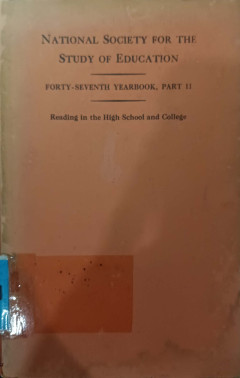 NATIONAL SOCIETY FOR THE
STUDY OF EDUCATION
FORTY-SEVENTH YEARBOOK, PART II
Reading in the High School and College